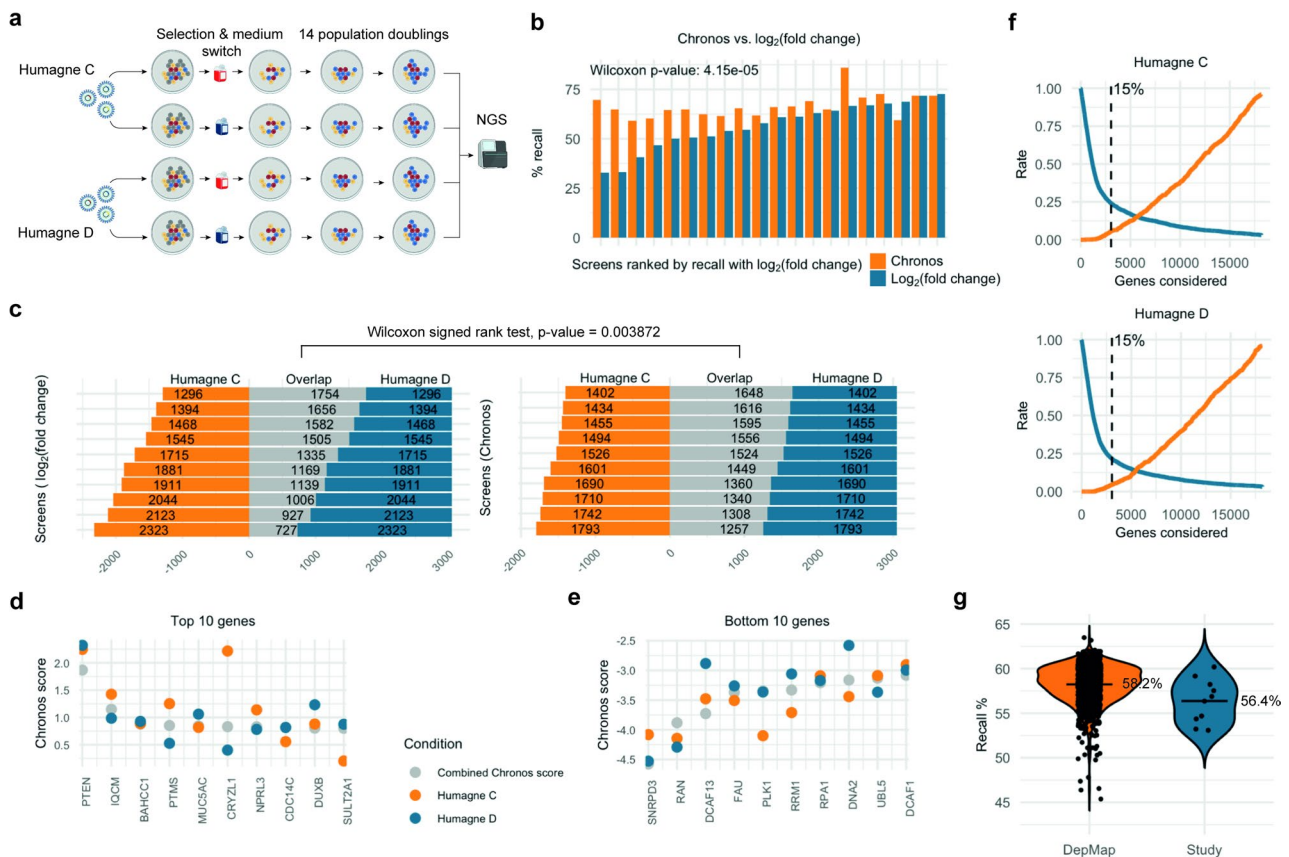 a
Selection & medium
switch
14 population doublings
Humagne C
Humagne D
NGS
b
Chronos vs. log2(fold change)
Wilcoxon p-value: 4.15e-05
% recall
75
50
25
0
Screens ranked by recall with log2(fold change)
Chronos
Log2(fold change)
c
Wilcoxon signed rank test, p-value = 0.003872
Screens ( log2(fold change)
Humagne C Overlap Humagne D
1296 1754 1296
1394 1656 1394
1468 1582 1468
1545 1505 1545
1715 1335 1715
1881 1169 1881
1911 1139 1911
2044 1006 2044
2123 927 2123
2323 727 2323
-2000 -1000 0 1000 2000 3000
Screens (Chronos)
Humagne C Overlap Humagne D
1402 1648 1402
1434 1616 1434
1455 1595 1455
1494 1556 1494
1526 1524 1526
1601 1449 1601
1690 1360 1690
1710 1340 1710
1742 1308 1742
1793 1257 1793
-2000 -1000 0 1000 2000 3000
d
Top 10 genes
Chronos score
2.0
1.5
1.0
0.5
PTEN
IQCM
BAHCC1
PTMS
MUC5AC
CRYZL1
NPRL3
CDC14C
DUXB
SULT2A1
Condition
Combined Chronos score
Humagne C
Humagne D
e
Bottom 10 genes
Chronos score
-2.5
-3.0
-3.5
-4.0
-4.5
SNRPD3
RAN
DCAF13
FAU
PLK1
RRM1
RPA1
DNA2
UBL5
DCAF1
f
Humagne C
15%
Rate
1.00
0.75
0.50
0.25
0.00
0 5000 10000 15000
Genes considered
Humagne D
15%
Rate
1.00
0.75
0.50
0.25
0.00
0 5000 10000 15000
Genes considered
g
Recall %
65
60
55
50
45
58.2%
56.4%
DepMap Study